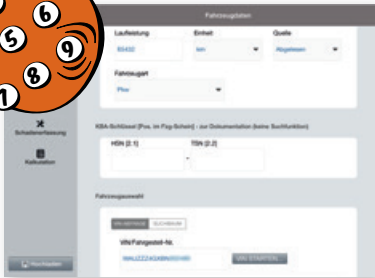 Fahrzeugdaten
6
5
9
8
Laufleistung Einheit Quelle
km Abgelesen
Fahrzeugart
Pkw
Schadenerfassung
KBA-Schlüssel [Pos. im Fzg-Schein] - zur Dokumentation (keine Suchfunktion)
Kalkulation
HSN [2.1] TSN [2.2]
-
Fahrzeugauswahl
VIN-ABFRAGE SUCHBAUM
VIN/Fahrgestell-Nr.
Hochladen
VIN STARTEN...